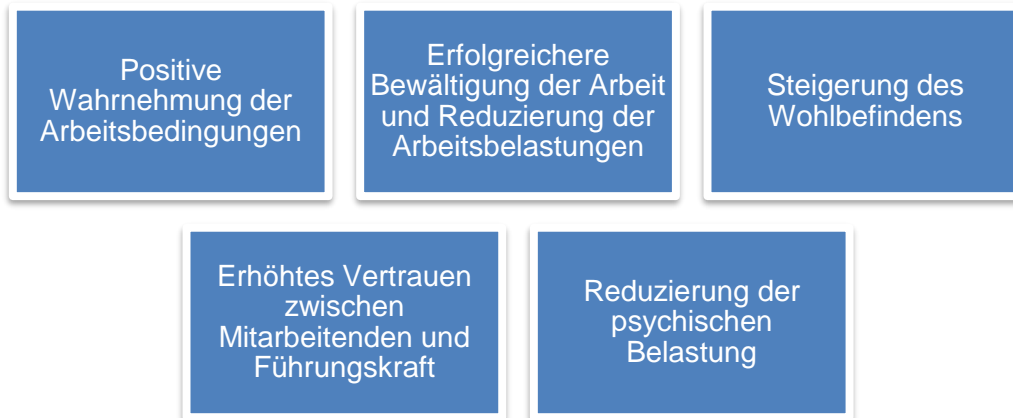 Positive
Wahrnehmung der
Arbeitsbedingungen
Erfolgreichere
Bewältigung der Arbeit
und Reduzierung der
Arbeitsbelastungen
Steigerung des
Wohlbefindens
Erhöhtes Vertrauen
zwischen
Mitarbeitenden und
Führungskraft
Reduzierung der
psychischen
Belastung